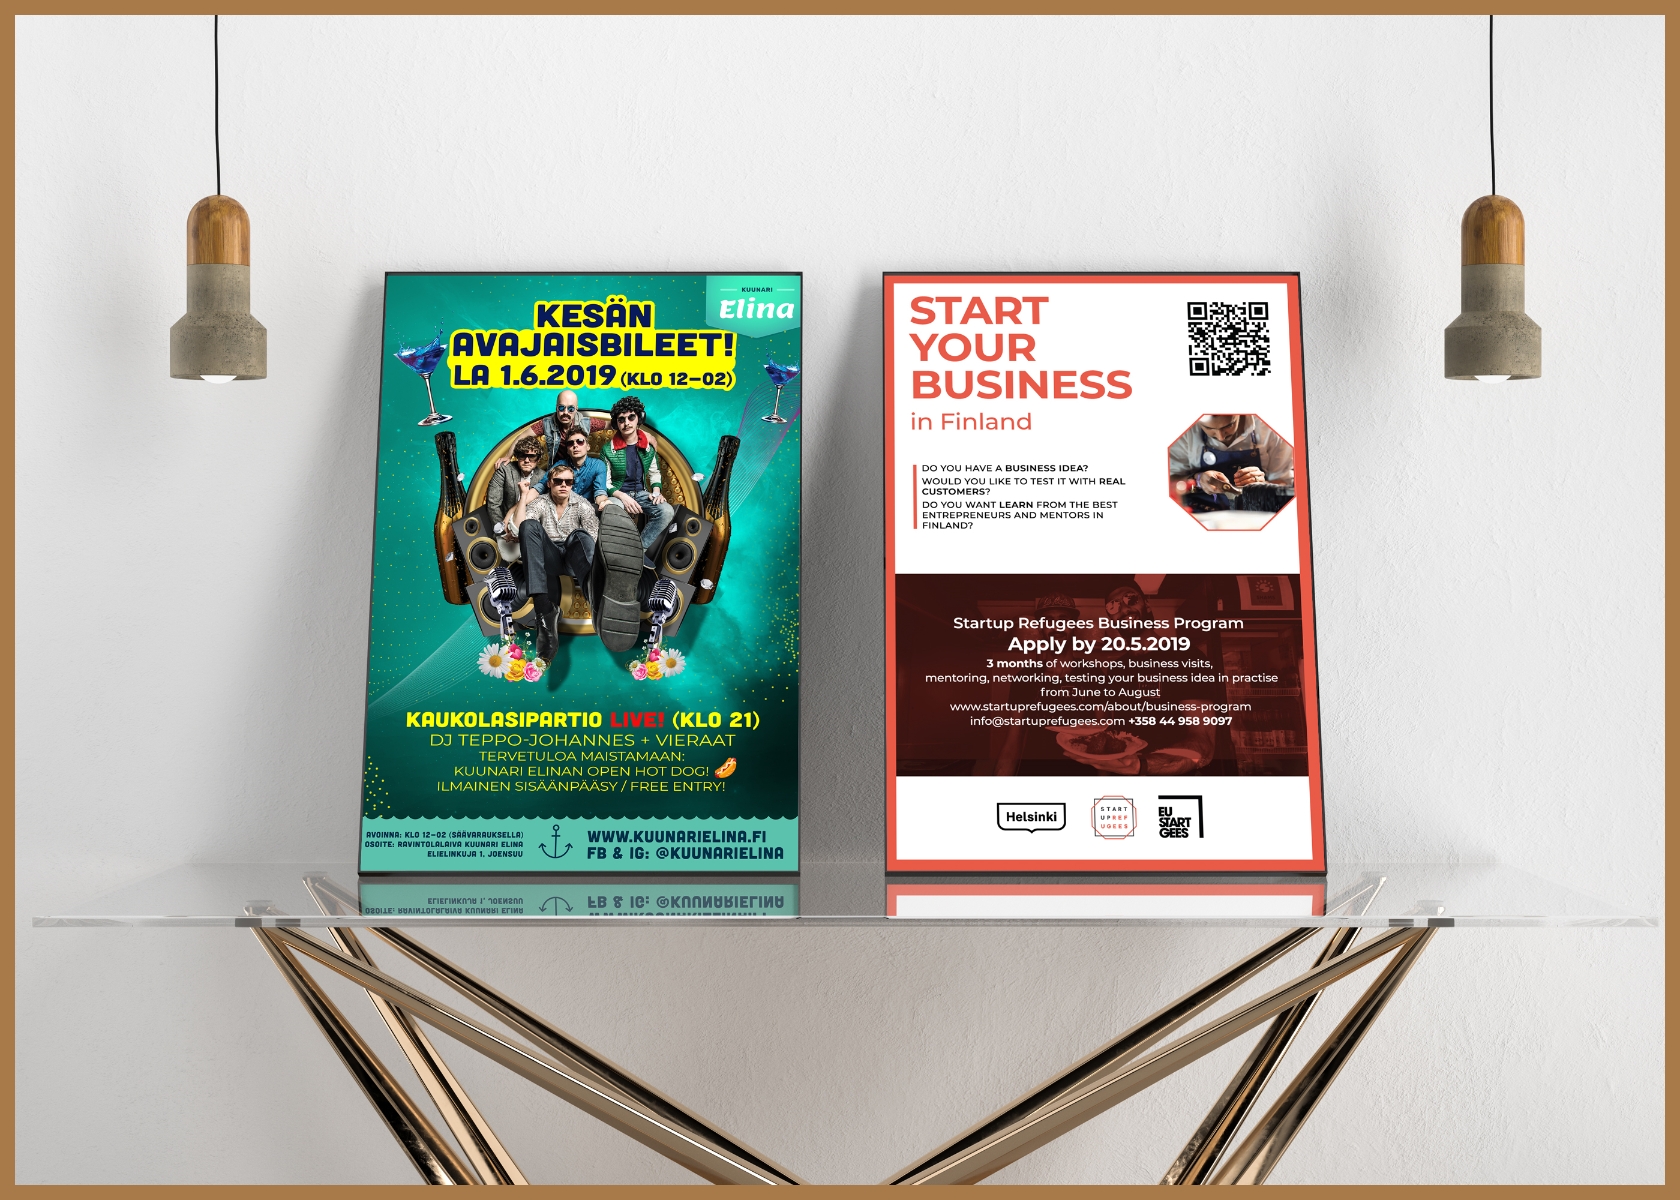 KUUNARI
Elina
KESÄN
AVAJAISBILEET!
LA 1.6.2019 (KLO 12–02)
KAUKOLASIPARTIO LIVE! (KLO 21)
DJ TEPPO-JOHANNES + VIERAAT
TERVETULOA MAISTAMAAN:
KUUNARI ELINAN OPEN HOT DOG!
ILMAINEN SISÄÄNPÄÄSY / FREE ENTRY!
AVOINNA: KLO 12–02 (SÄÄVARAUKSELLA)
OSOITE: RAVINTOLALAIVA KUUNARI ELINA
ELIELINKUJA 1. JOENSUU
WWW.KUUNARIELINA.FI
FB & IG: @KUUNARIELINA
START
YOUR
BUSINESS
in Finland
DO YOU HAVE A BUSINESS IDEA?
WOULD YOU LIKE TO TEST IT WITH REAL
CUSTOMERS?
DO YOU WANT LEARN FROM THE BEST
ENTREPRENEURS AND MENTORS IN
FINLAND?
Startup Refugees Business Program
Apply by 20.5.2019
3 months of workshops, business visits,
mentoring, networking, testing your business idea in practise
from June to August
www.startuprefugees.com/about/business-program
info@startuprefugees.com +358 44 958 9097
Helsinki
START
UPREF
UGEES
EU
START
GEES